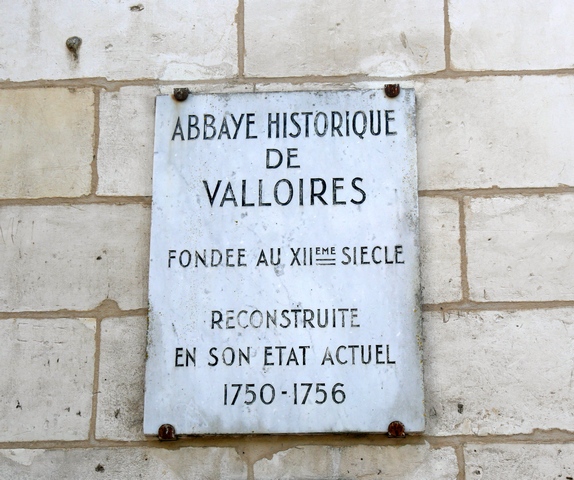 ABBAYE HISTORIQUE
DE
VALLOIRES
FONDEE AU XIIEME SIECLE
RECONSTRUITE
EN SON ETAT ACTUEL
1750-1756